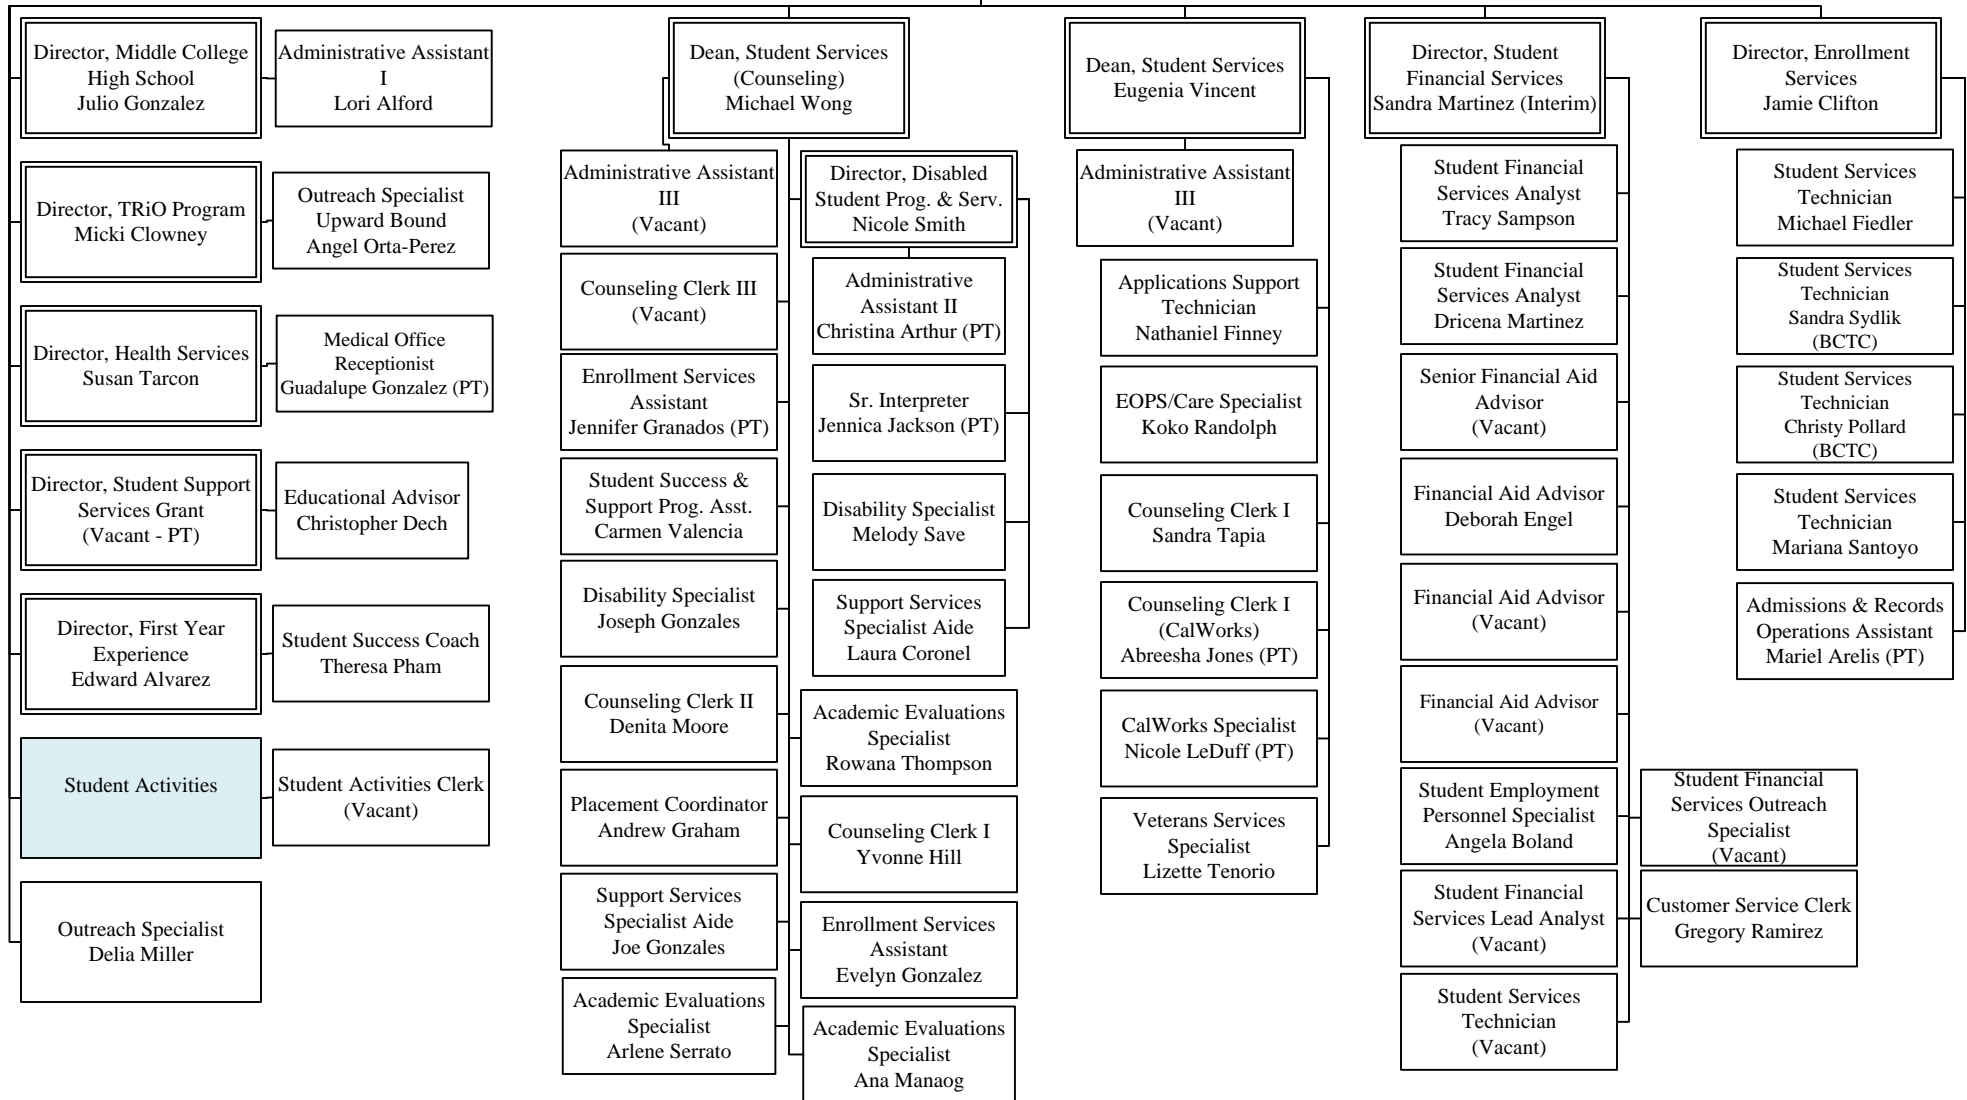 Director, Middle College
High School
Julio Gonzalez
Administrative Assistant
I
Lori Alford
Director, TRiO Program
Micki Clowney
Outreach Specialist
Upward Bound
Angel Orta-Perez
Director, Health Services
Susan Tarcon
Medical Office
Receptionist
Guadalupe Gonzalez (PT)
Director, Student Support
Services Grant
(Vacant - PT)
Educational Advisor
Christopher Dech
Director, First Year
Experience
Edward Alvarez
Student Success Coach
Theresa Pham
Student Activities
Student Activities Clerk
(Vacant)
Outreach Specialist
Delia Miller
Dean, Student Services
(Counseling)
Michael Wong
Administrative Assistant
III
(Vacant)
Counseling Clerk III
(Vacant)
Enrollment Services
Assistant
Jennifer Granados (PT)
Student Success &
Support Prog. Asst.
Carmen Valencia
Disability Specialist
Joseph Gonzales
Counseling Clerk II
Denita Moore
Placement Coordinator
Andrew Graham
Support Services
Specialist Aide
Joe Gonzales
Academic Evaluations
Specialist
Arlene Serrato
Director, Disabled
Student Prog. & Serv.
Nicole Smith
Administrative
Assistant II
Christina Arthur (PT)
Sr. Interpreter
Jennica Jackson (PT)
Disability Specialist
Melody Save
Support Services
Specialist Aide
Laura Coronel
Academic Evaluations
Specialist
Rowana Thompson
Counseling Clerk I
Yvonne Hill
Enrollment Services
Assistant
Evelyn Gonzalez
Academic Evaluations
Specialist
Ana Manaog
Dean, Student Services
Eugenia Vincent
Administrative Assistant
III
(Vacant)
Applications Support
Technician
Nathaniel Finney
EOPS/Care Specialist
Koko Randolph
Counseling Clerk I
Sandra Tapia
Counseling Clerk I
(CalWorks)
Abreesha Jones (PT)
CalWorks Specialist
Nicole LeDuff (PT)
Veterans Services
Specialist
Lizette Tenorio
Director, Student
Financial Services
Sandra Martinez (Interim)
Student Financial
Services Analyst
Tracy Sampson
Student Financial
Services Analyst
Dricena Martinez
Senior Financial Aid
Advisor
(Vacant)
Financial Aid Advisor
Deborah Engel
Financial Aid Advisor
(Vacant)
Financial Aid Advisor
(Vacant)
Student Employment
Personnel Specialist
Angela Boland
Student Financial
Services Lead Analyst
(Vacant)
Student Services
Technician
(Vacant)
Student Financial
Services Outreach
Specialist
(Vacant)
Customer Service Clerk
Gregory Ramirez
Director, Enrollment
Services
Jamie Clifton
Student Services
Technician
Michael Fiedler
Student Services
Technician
Sandra Sydlik
(BCTC)
Student Services
Technician
Christy Pollard
(BCTC)
Student Services
Technician
Mariana Santoyo
Admissions & Records
Operations Assistant
Mariel Arelis (PT)